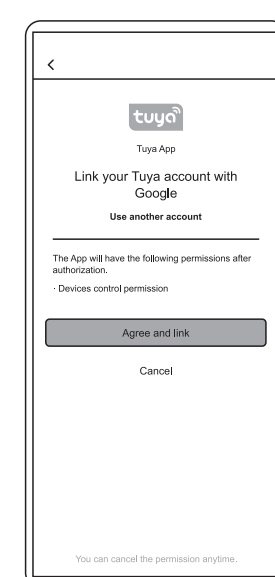 tuya
Tuya App
Link your Tuya account with
Google
Use another account
The App will have the following permissions after
authorization.
· Devices control permission
Agree and link
Cancel
You can cancel the permission anytime.